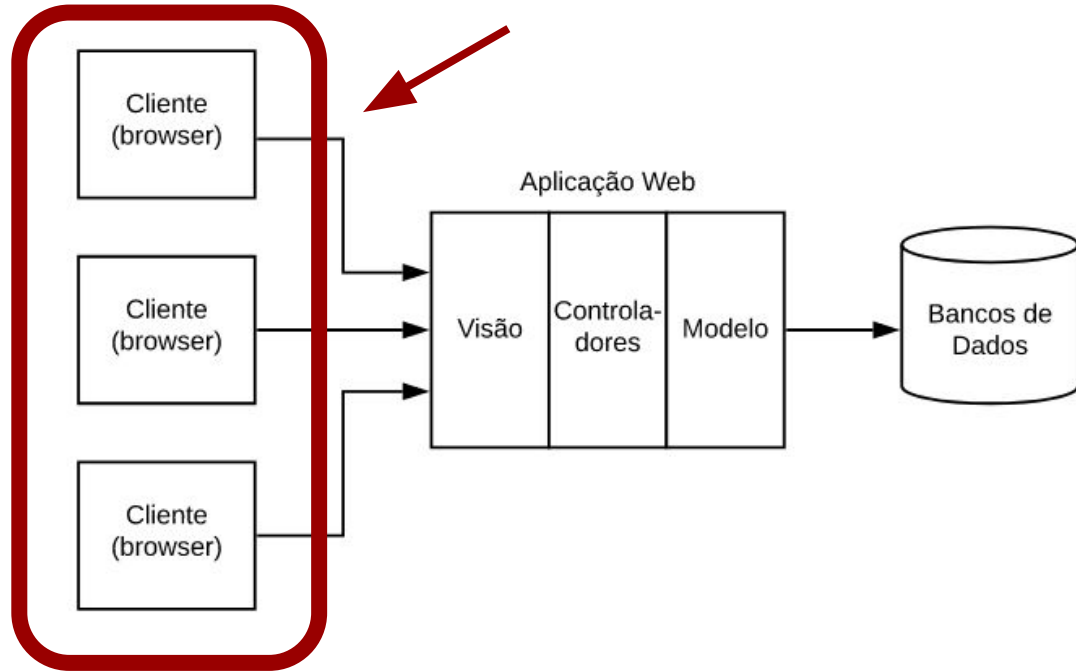 Cliente
(browser)
Cliente
(browser)
Cliente
(browser)
Aplicação Web
Visão
Controla-
dores
Modelo
Bancos de
Dados